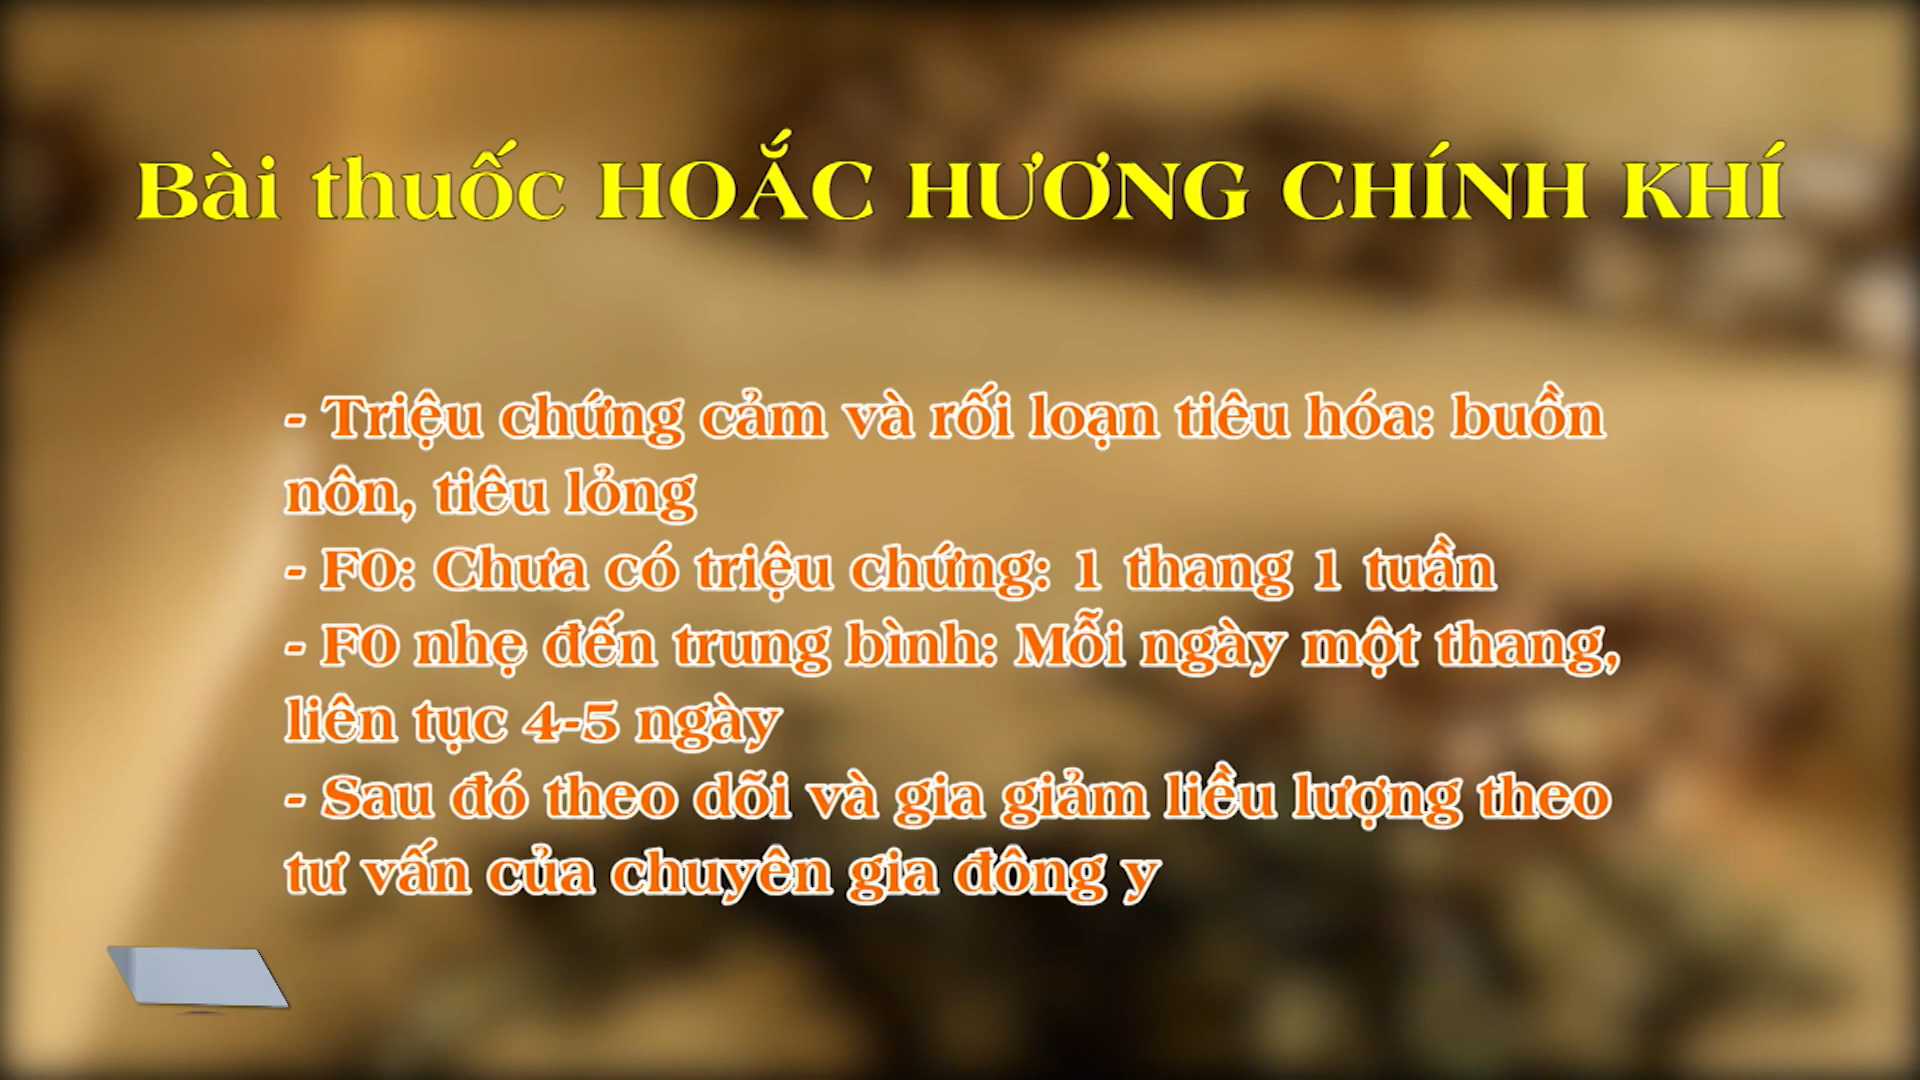 Bài thuốc HOẮC HƯƠNG CHÍNH KHÍ
- Triệu chứng cảm và rối loạn tiêu hóa: buồn
nôn, tiêu lỏng
- F0: Chưa có triệu chứng: 1 thang 1 tuần
- F0 nhẹ đến trung bình: Mỗi ngày một thang,
liên tục 4-5 ngày
- Sau đó theo dõi và gia giảm liều lượng theo
tư vấn của chuyên gia đông y